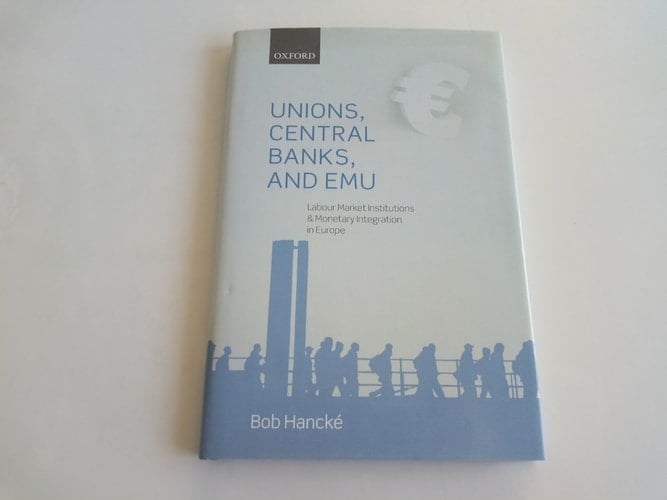 OXFORD
€
UNIONS,
CENTRAL
BANKS,
AND EMU
Labour Market Institutions
& Monetary Integration
in Europe
Bob Hancké